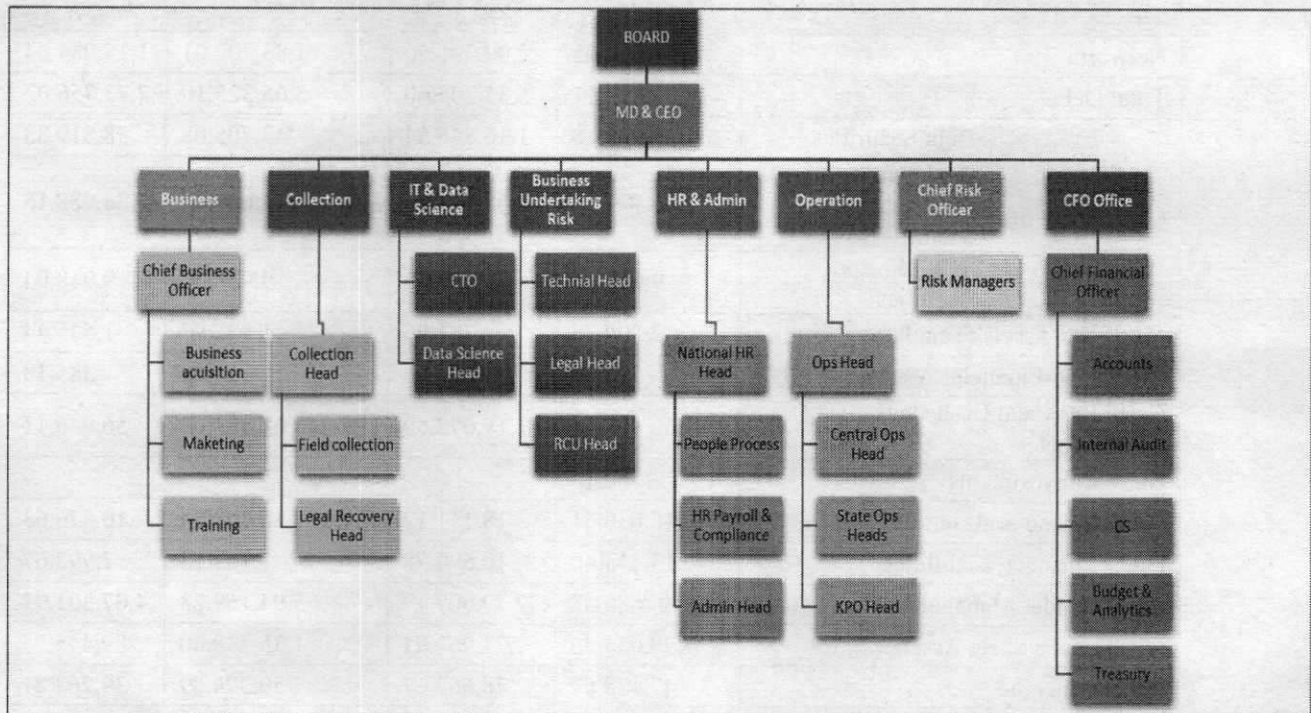 BOARD
MD & CEO
Business
Collection
IT & Data
Science
Business
Undertaking
Risk
HR & Admin
Operation
Chief Risk
Officer
CFO Office
Chief Business
Officer
CTO
Technial Head
Risk Managers
Chief Financial
Officer
Business
acuisition
Collection
Head
Data Science
Head
Legal Head
National HR
Head
Ops Head
Accounts
Maketing
Field collection
RCU Head
People Process
Central Ops
Head
Internal Audit
Training
Legal Recovery
Head
HR Payroll &
Compliance
State Ops
Heads
CS
Admin Head
KPO Head
Budget &
Analytics
Treasuty